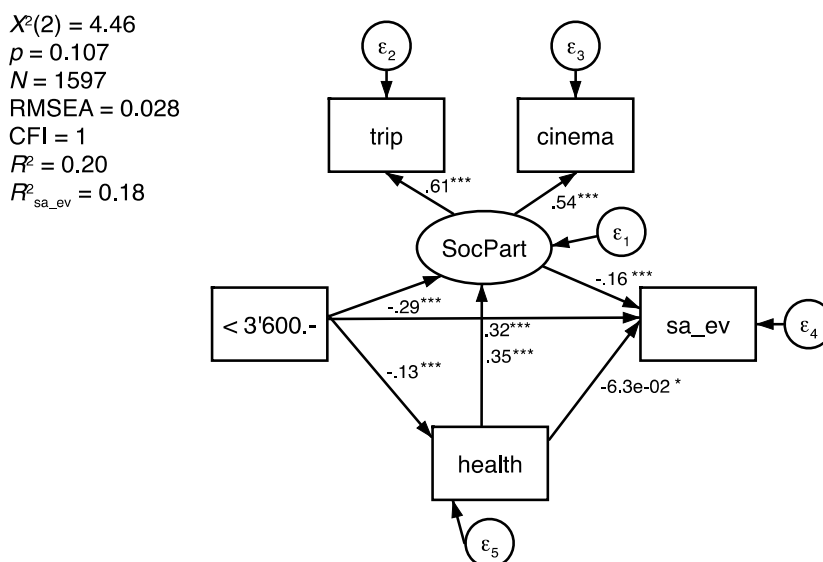 X²(2) = 4.46
p = 0.107
N = 1597
RMSEA = 0.028
CFI = 1
R² = 0.20
R²sa_ev = 0.18
ε2
ε3
trip
cinema
.61***
.54***
SocPart
ε1
-.16 ***
< 3'600.-
-.29***
.32***
sa_ev
ε4
-.13***
.35***
-6.3e-02 *
health
ε5